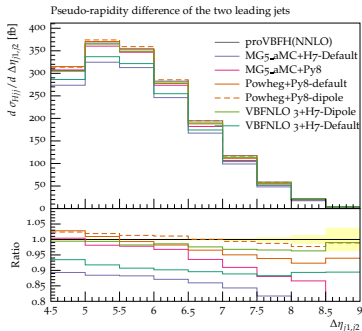 Pseudo-rapidity difference of the two leading jets
d σHjj/d Δηj1,j2 [fb]
400
350
300
250
200
150
100
50
0
proVBFH(NNLO)
MG5_aMC+H7-Default
MG5_aMC+Py8
Powheg+Py8-default
Powheg+Py8-dipole
VBFNLO 3+H7-Dipole
VBFNLO 3+H7-Default
Ratio
1.05
1.0
0.95
0.9
0.85
0.8
4.5 5 5.5 6 6.5 7 7.5 8 8.5 9
Δηj1,j2